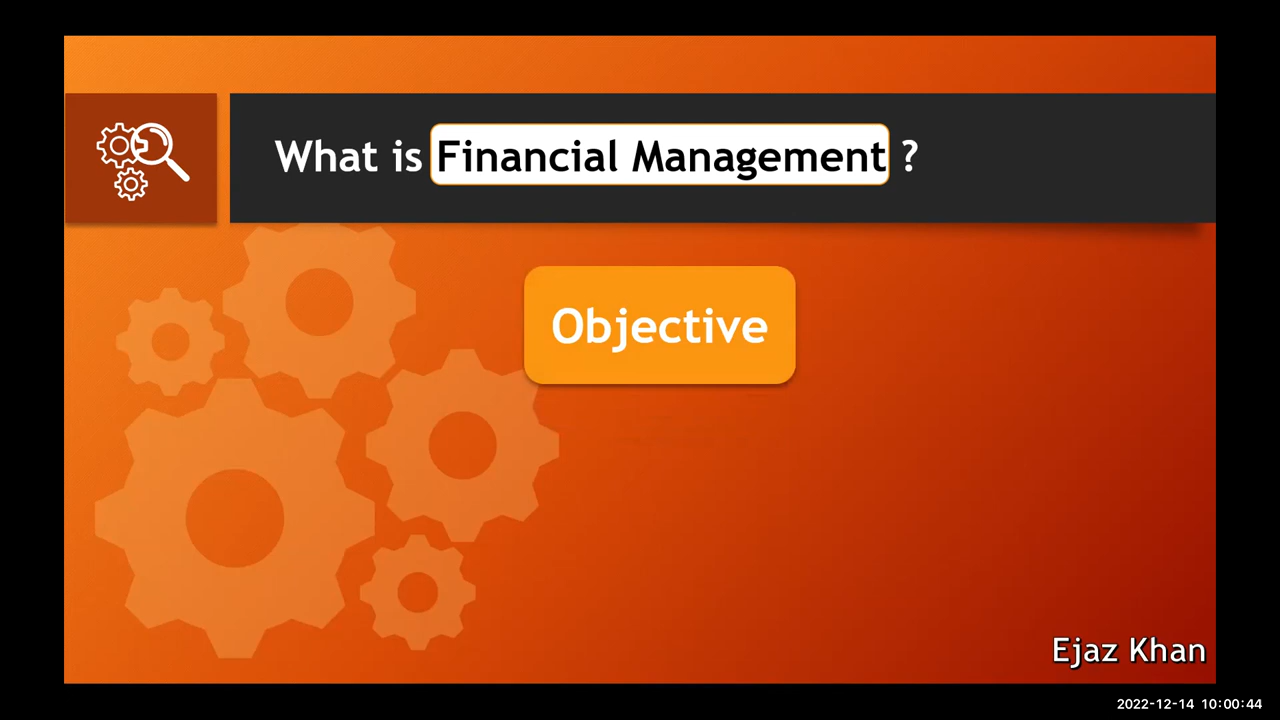 What is Financial Management ?
Objective
Ejaz Khan
2022-12-14 10:00:44